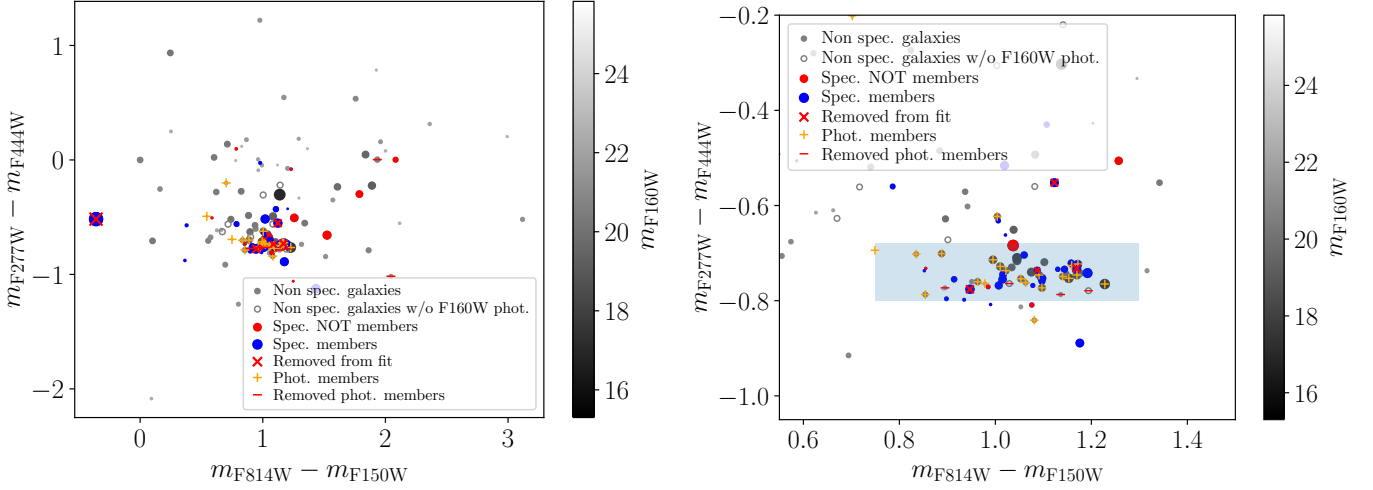 1
0
−1
−2
0
1
2
3
m_F277W − m_F444W
m_F814W − m_F150W
Non spec. galaxies
Non spec. galaxies w/o F160W phot.
Spec. NOT members
Spec. members
Removed from fit
Phot. members
Removed phot. members
24
22
20
18
16
m_F160W
−0.2
−0.4
−0.6
−0.8
−1.0
0.6
0.8
1.0
1.2
1.4
m_F277W − m_F444W
m_F814W − m_F150W
Non spec. galaxies
Non spec. galaxies w/o F160W phot.
Spec. NOT members
Spec. members
Removed from fit
Phot. members
Removed phot. members
24
22
20
18
16
m_F160W